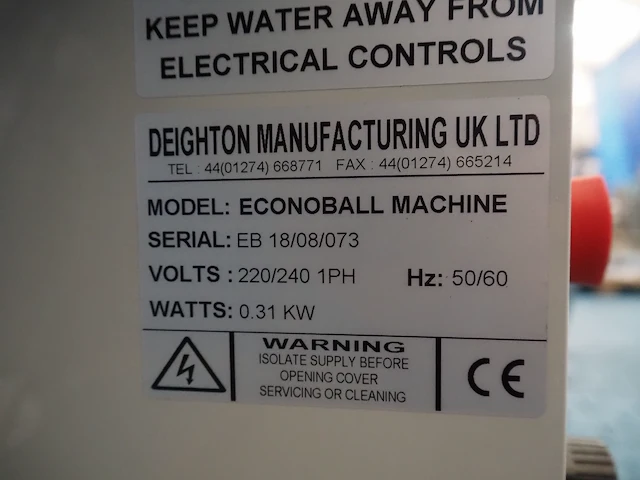 KEEP WATER AWAY FROM
ELECTRICAL CONTROLS
DEIGHTON MANUFACTURING UK LTD
TEL : 44(01274) 668771 FAX : 44(01274) 665214
MODEL: ECONOBALL MACHINE
SERIAL: EB 18/08/073
VOLTS : 220/240 1PH Hz: 50/60
WATTS: 0.31 KW
WARNING
ISOLATE SUPPLY BEFORE
OPENING COVER
SERVICING OR CLEANING
CE